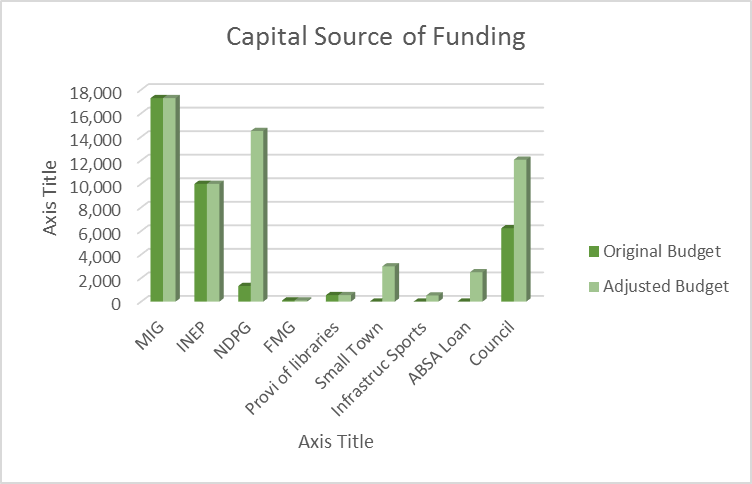 Capital Source of Funding
18,000
16,000
14,000
12,000
10,000
8,000
6,000
4,000
2,000
0
Axis Title
MIG
INEP
NDPG
FMG
Provi of libraries
Small Town
Infrastruc Sports
ABSA Loan
Council
Axis Title
Original Budget
Adjusted Budget